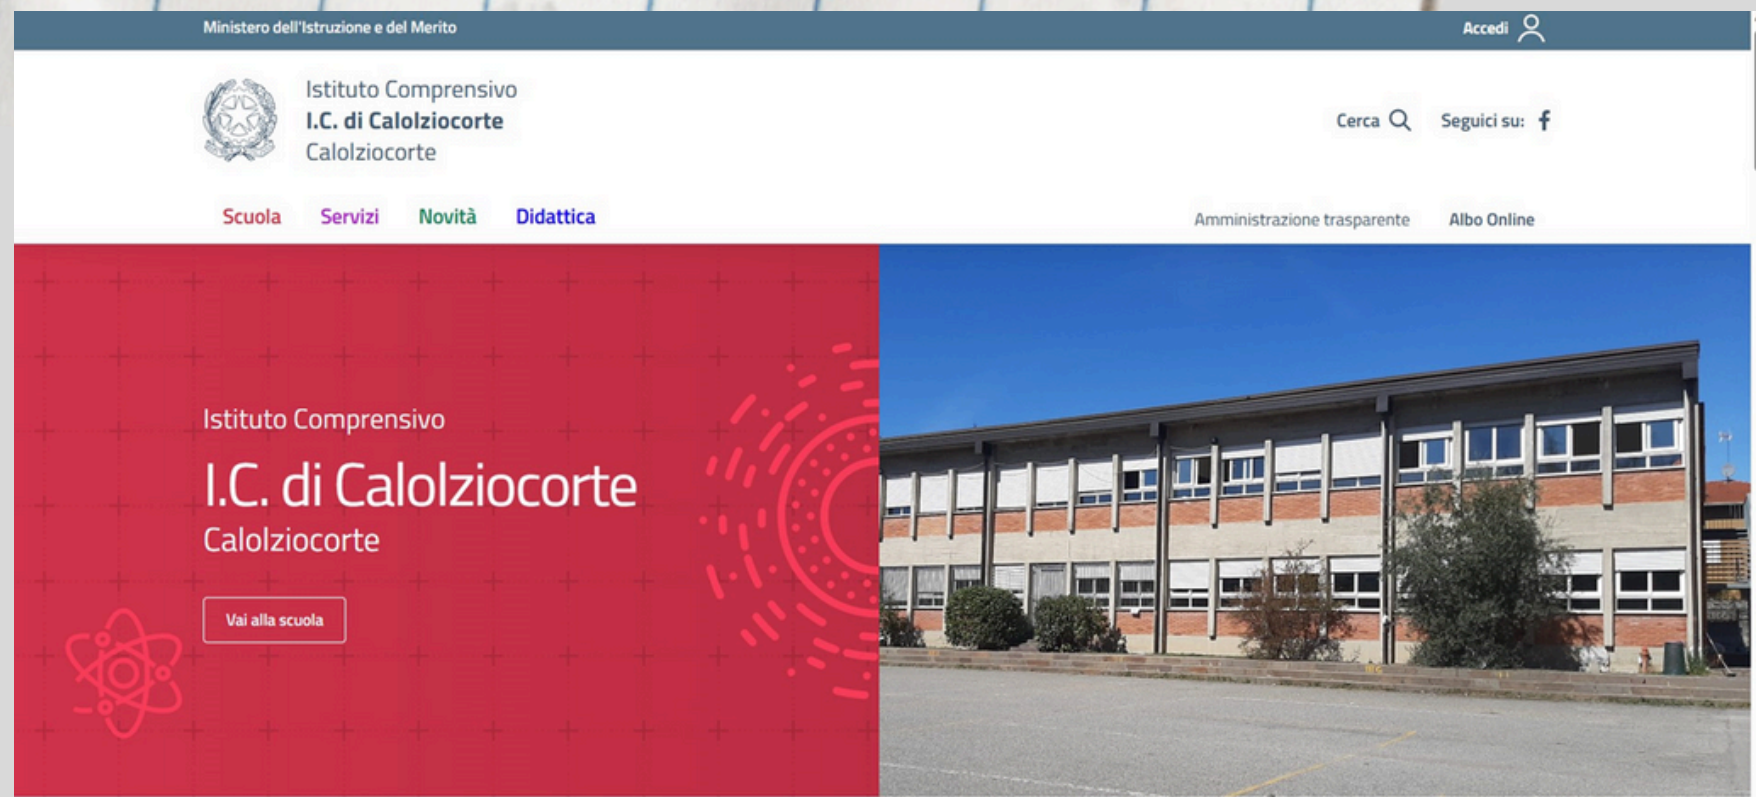 Ministero dell'Istruzione e del Merito
Accedi
Istituto Comprensivo
I.C. di Calolziocorte
Calolziocorte
Cerca
Seguici su:
Scuola
Servizi
Novità
Didattica
Amministrazione trasparente
Albo Online
Istituto Comprensivo
I.C. di Calolziocorte
Calolziocorte
Vai alla scuola